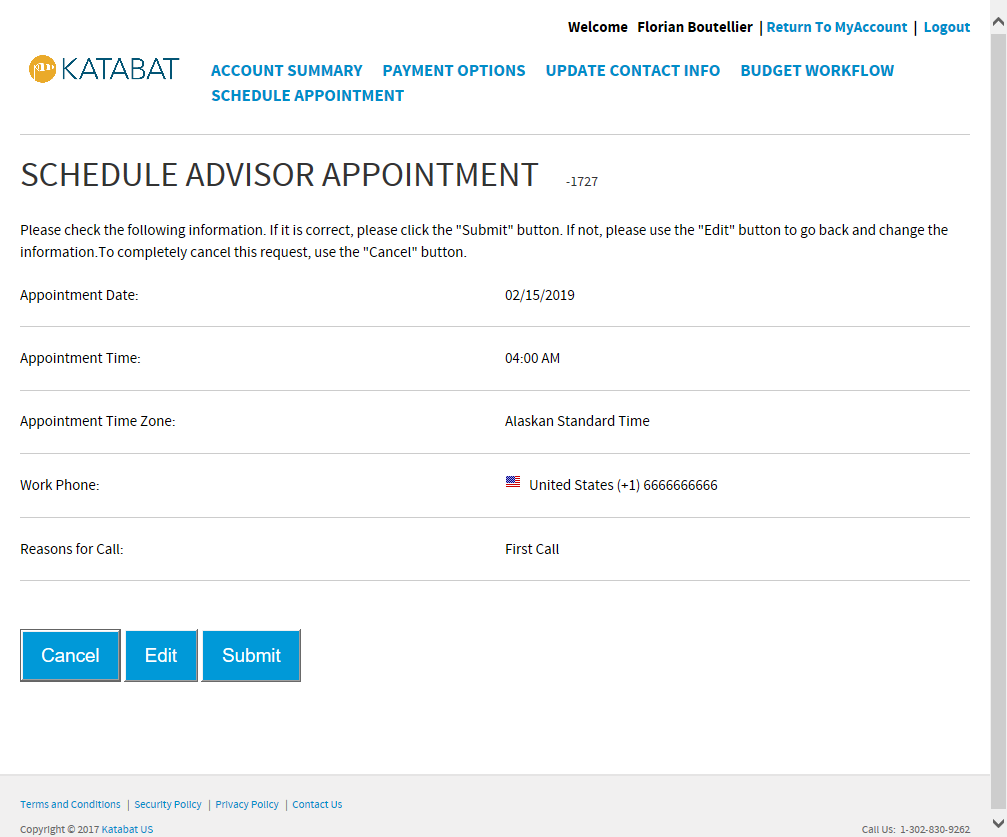 Welcome Florian Boutellier | Return To MyAccount | Logout
KATABAT
ACCOUNT SUMMARY PAYMENT OPTIONS UPDATE CONTACT INFO BUDGET WORKFLOW
SCHEDULE APPOINTMENT
SCHEDULE ADVISOR APPOINTMENT -1727
Please check the following information. If it is correct, please click the "Submit" button. If not, please use the "Edit" button to go back and change the
information.To completely cancel this request, use the "Cancel" button.
Appointment Date: 02/15/2019
Appointment Time: 04:00 AM
Appointment Time Zone: Alaskan Standard Time
Work Phone: United States (+1) 6666666666
Reasons for Call: First Call
Cancel Edit Submit
Terms and Conditions | Security Policy | Privacy Policy | Contact Us
Copyright © 2017 Katabat US Call Us: 1-302-830-9262